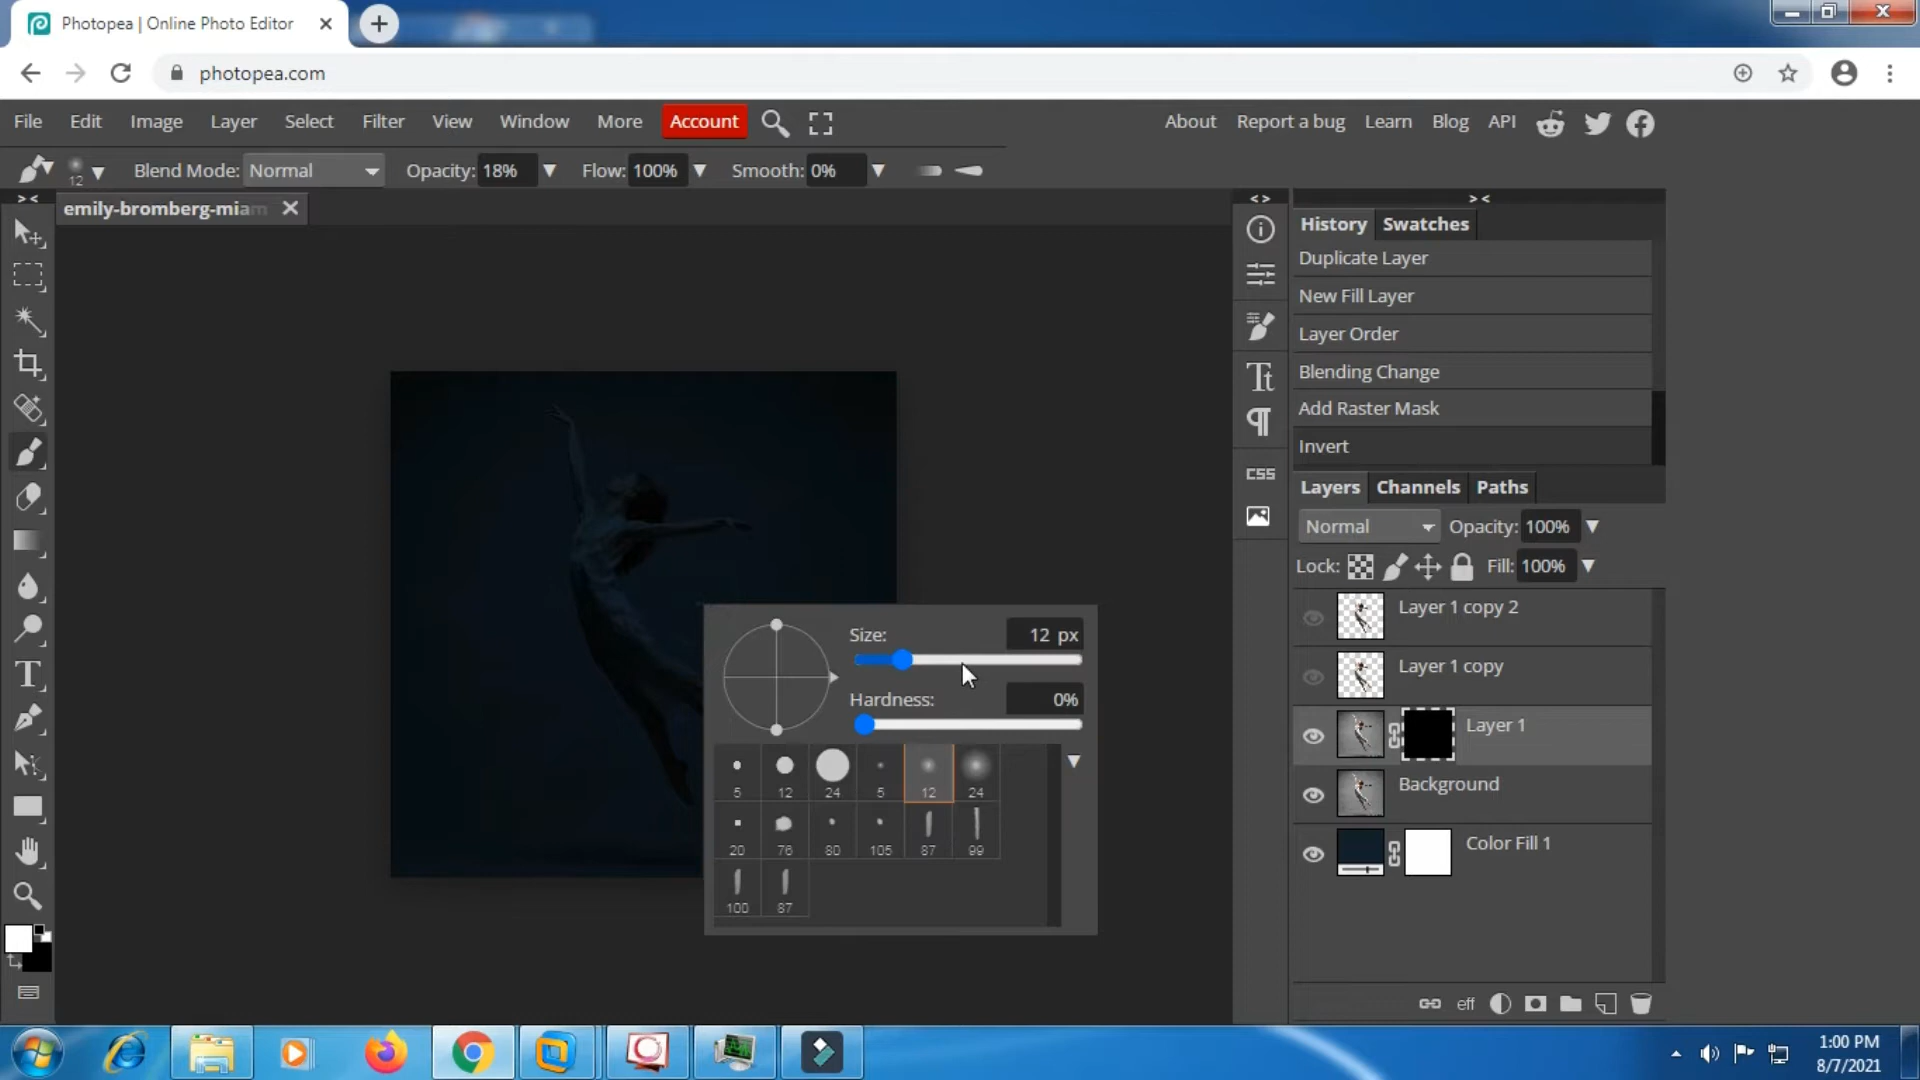 Photopea | Online Photo Editor
photopea.com
File Edit Image Layer Select Filter View Window More Account About Report a bug Learn Blog API
12 Blend Mode: Normal Opacity: 18% Flow: 100% Smooth: 0%
> < < > > <
emily-bromberg-miam
History Swatches
Duplicate Layer
New Fill Layer
Layer Order
Blending Change
Add Raster Mask
Invert
CSS
Layers Channels Paths
Normal Opacity: 100%
Lock: Fill: 100%
Layer 1 copy 2
Layer 1 copy
Layer 1
Background
Color Fill 1
eff
Size: 12 px
Hardness: 0%
5 12 24 5 12 24
20 76 80 105 87 99
100 87
1:00 PM
8/7/2021